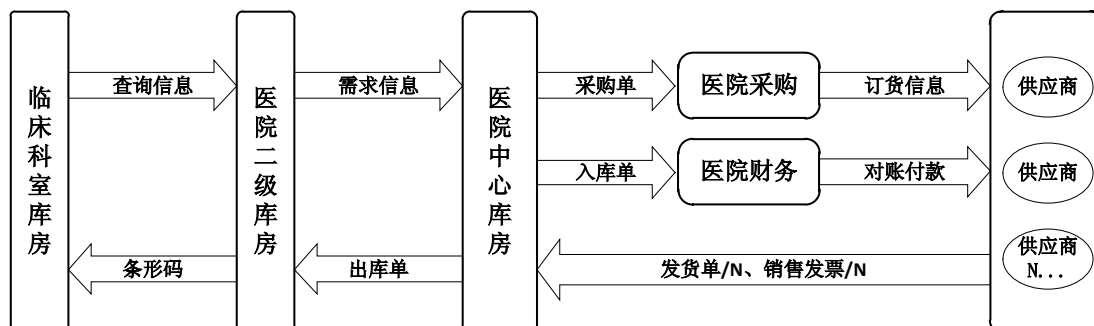 临床科室库房
查询信息
医院二级库房
需求信息
医院中心库房
采购单
医院采购
订货信息
供应商
入库单
医院财务
对账付款
供应商
条形码
出库单
发货单/N、销售发票/N
供应商
N...